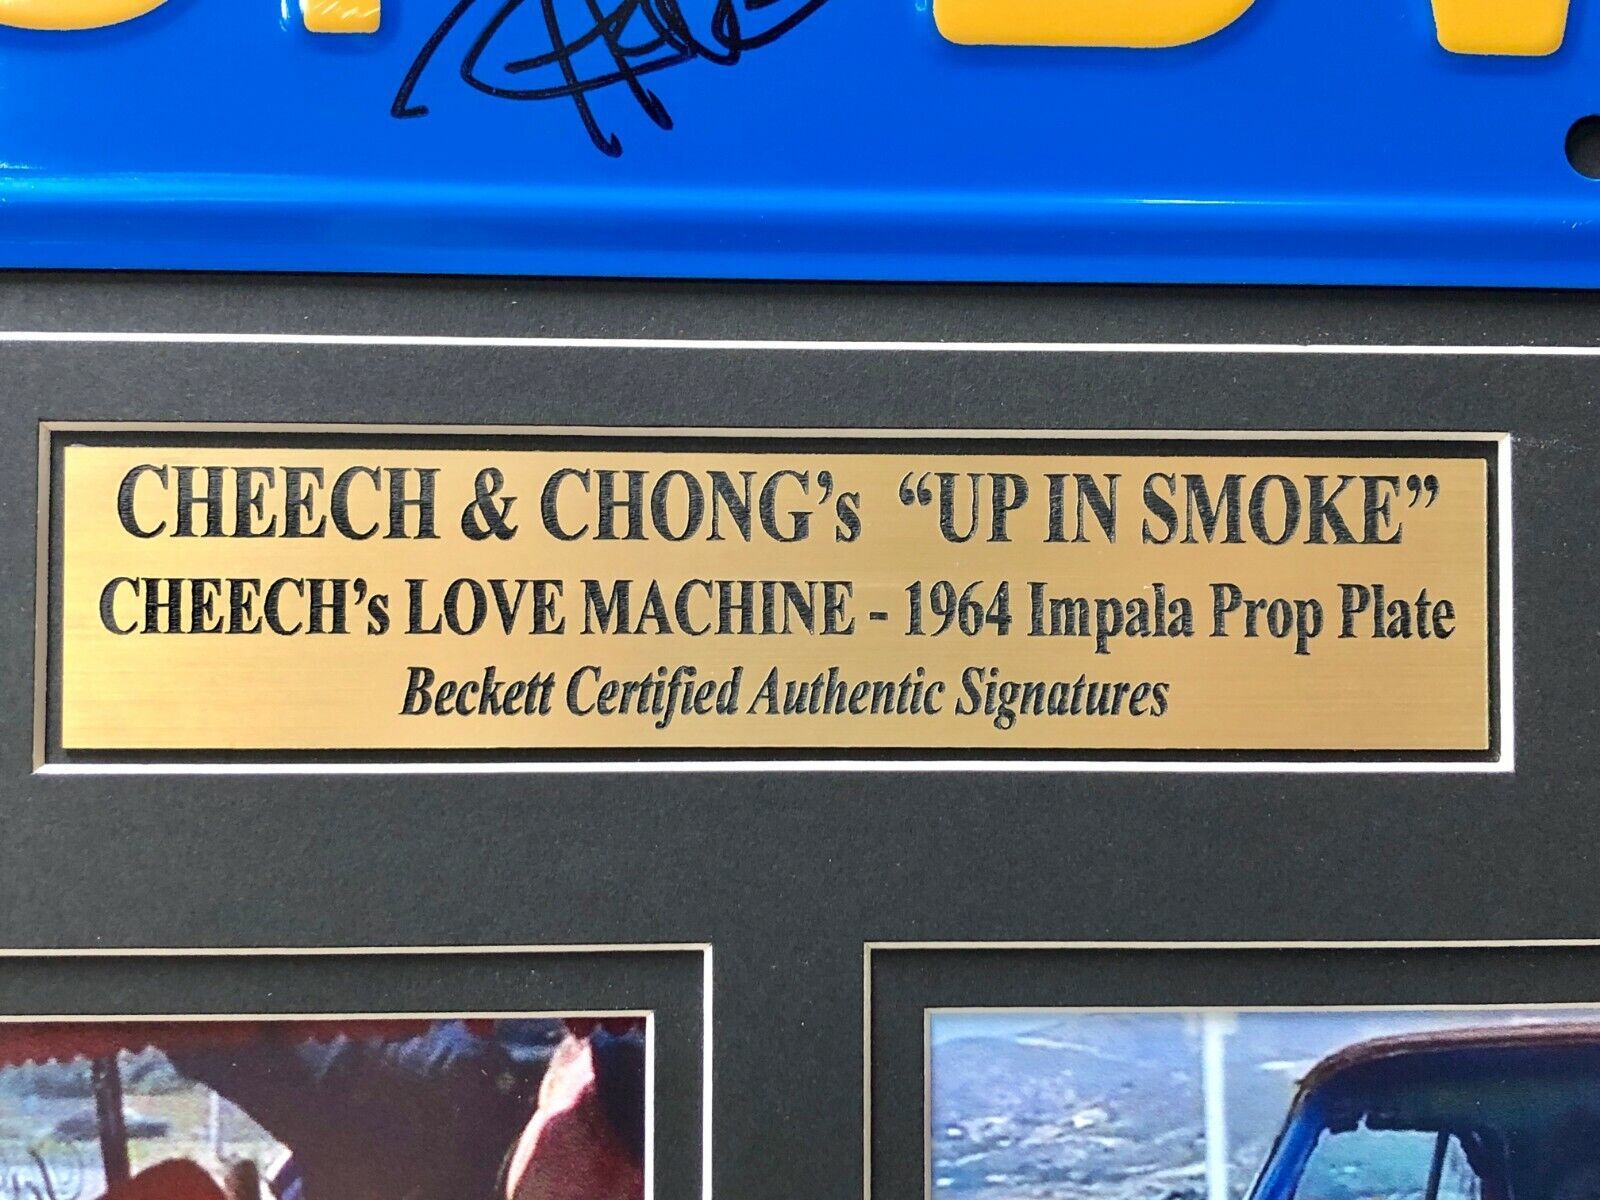 CHEECH & CHONG's “UP IN SMOKE”
CHEECH's LOVE MACHINE - 1964 Impala Prop Plate
Beckett Certified Authentic Signatures